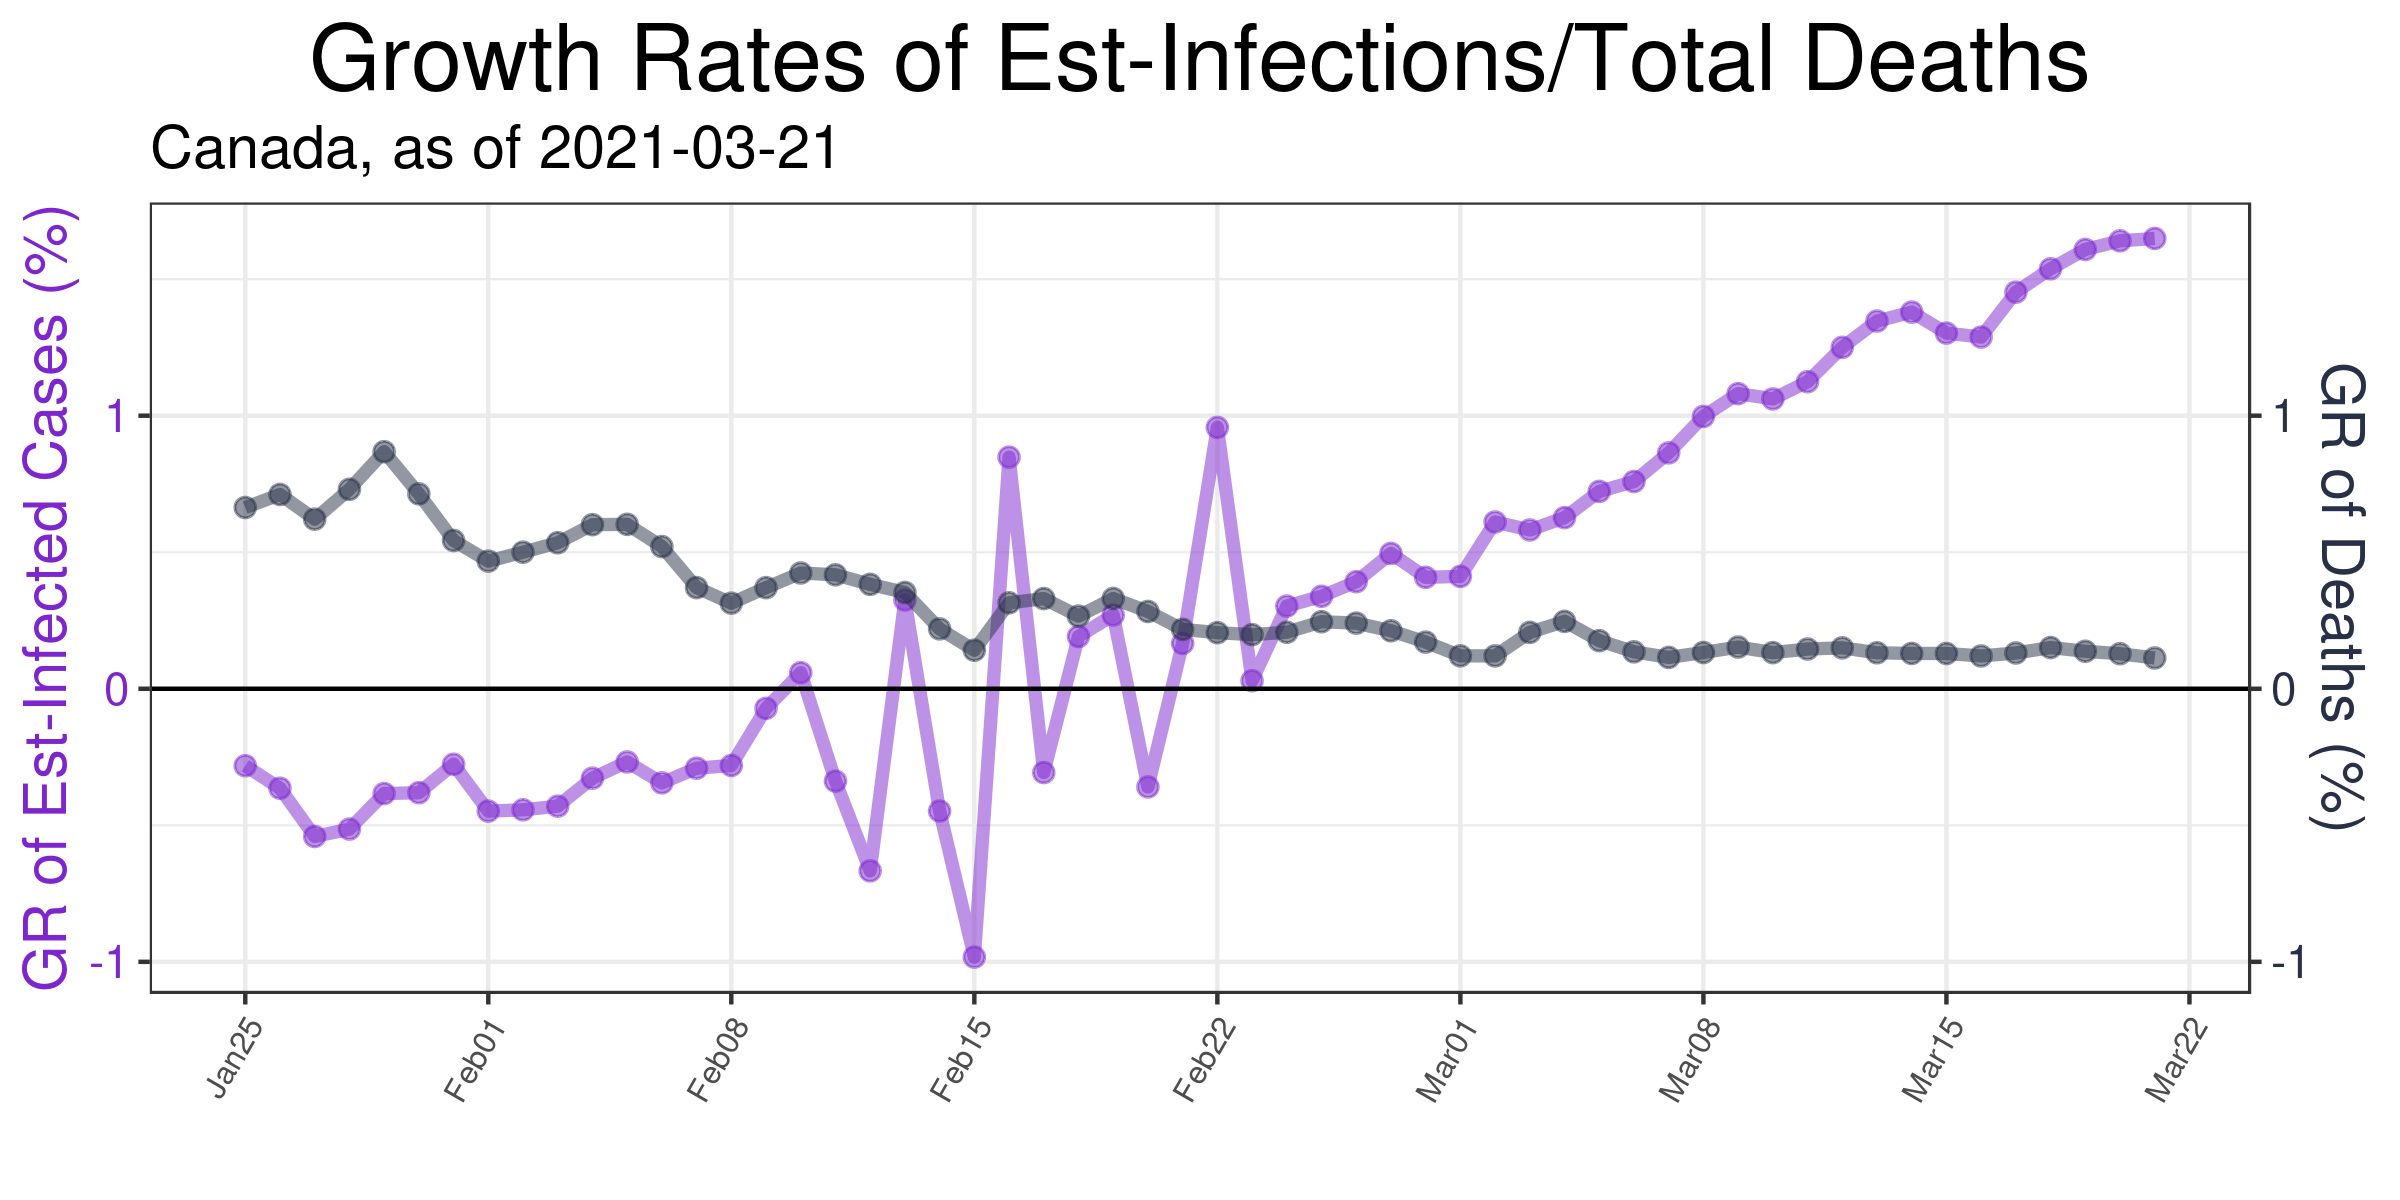 Growth Rates of Est-Infections/Total Deaths
Canada, as of 2021-03-21
GR of Est-Infected Cases (%)
1
0
-1
1
0
-1
GR of Deaths (%)
Jan25
Feb01
Feb08
Feb15
Feb22
Mar01
Mar08
Mar15
Mar22